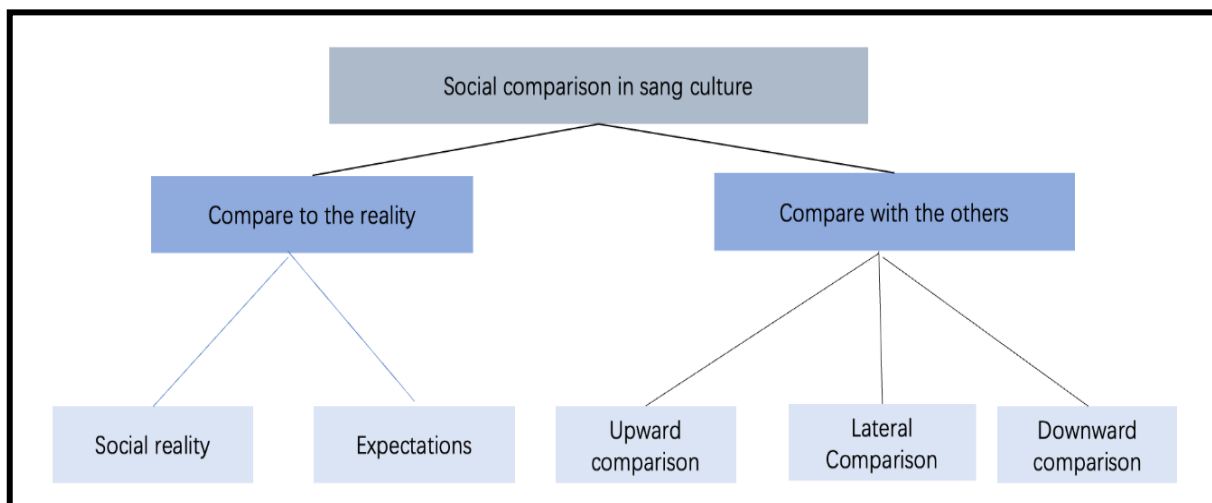 Social comparison in sang culture
Compare to the reality
Compare with the others
Social reality
Expectations
Upward
comparison
Lateral
Comparison
Downward
comparison